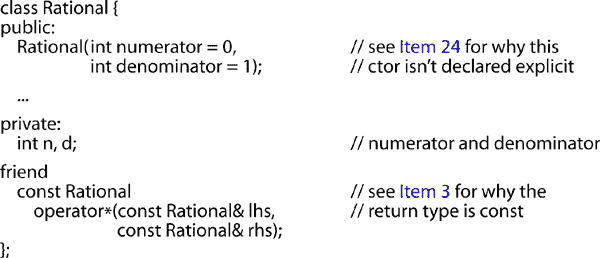 class Rational {
public:
Rational(int numerator = 0, // see Item 24 for why this
int denominator = 1); // ctor isn't declared explicit
...
private:
int n, d; // numerator and denominator
friend
const Rational // see Item 3 for why the
operator*(const Rational& lhs, // return type is const
const Rational& rhs);
};